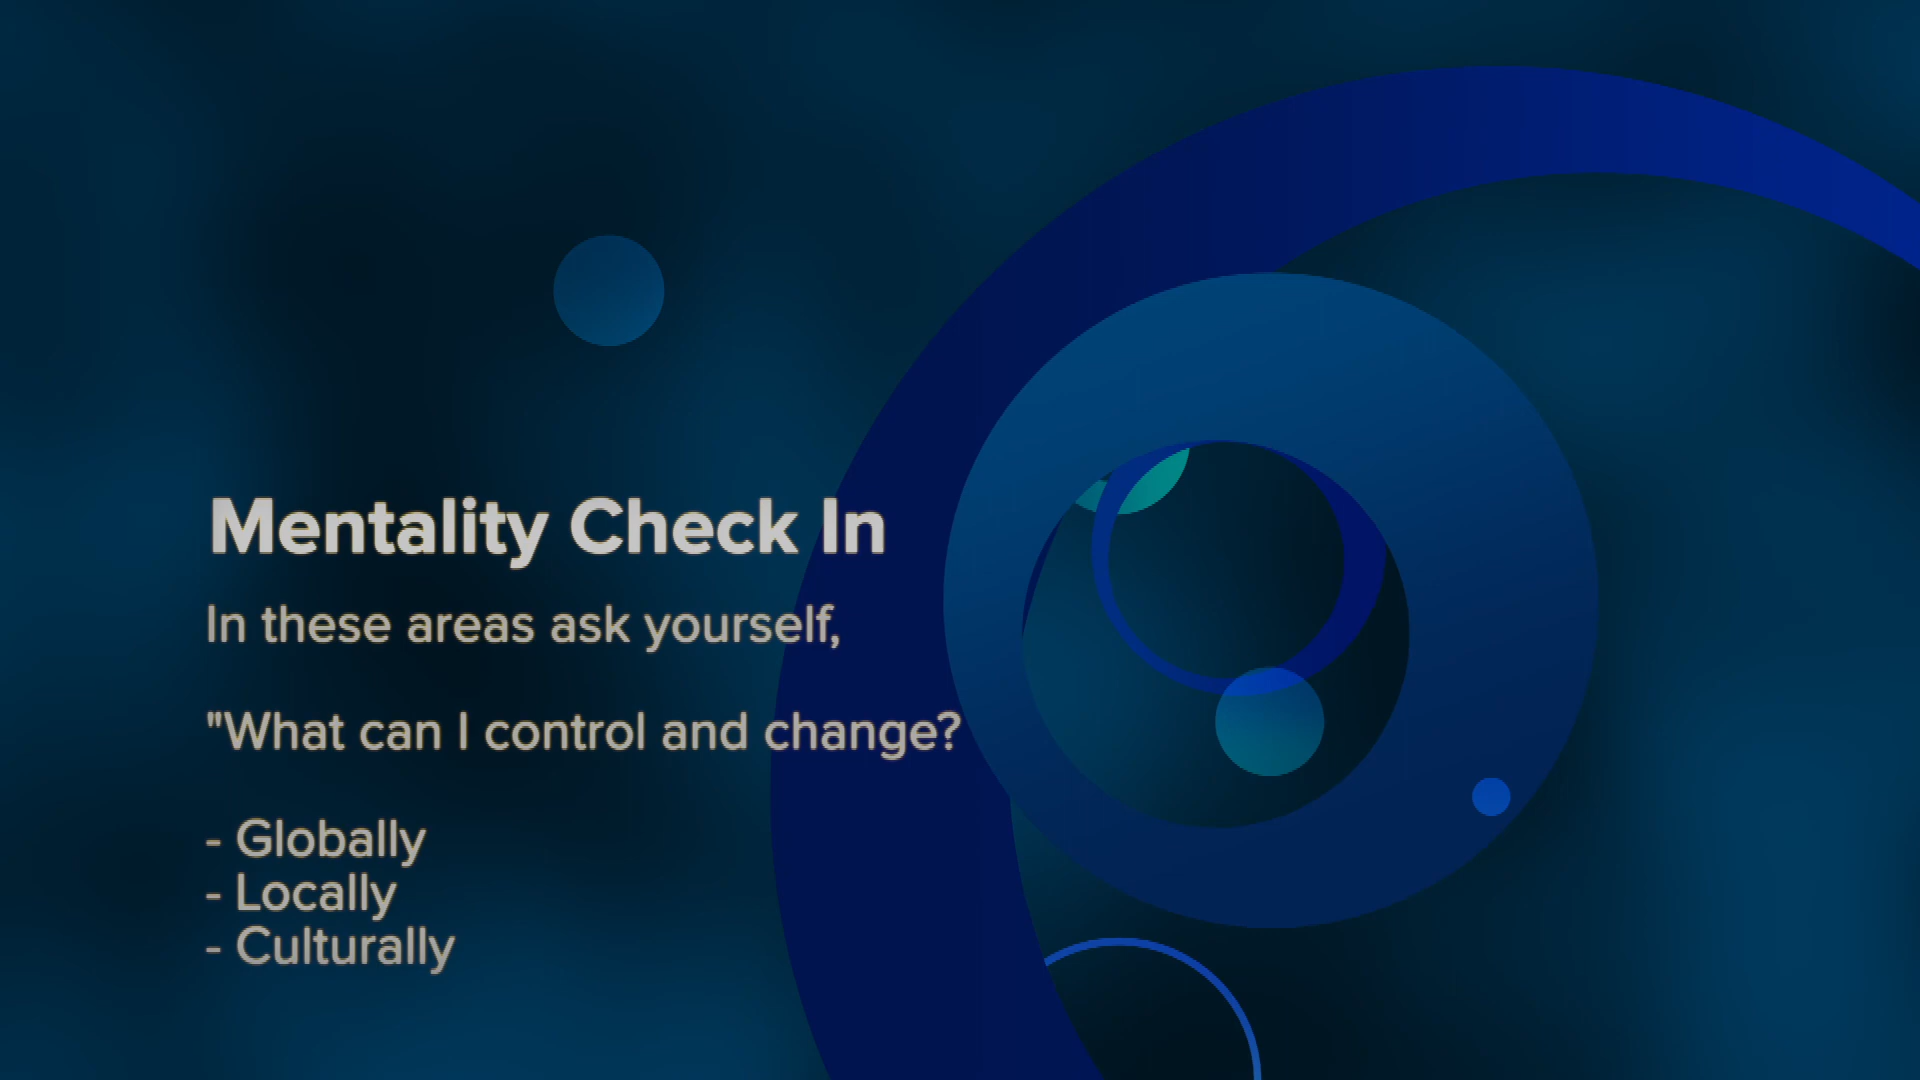 Mentality Check In
In these areas ask yourself,
"What can I control and change?
- Globally
- Locally
- Culturally